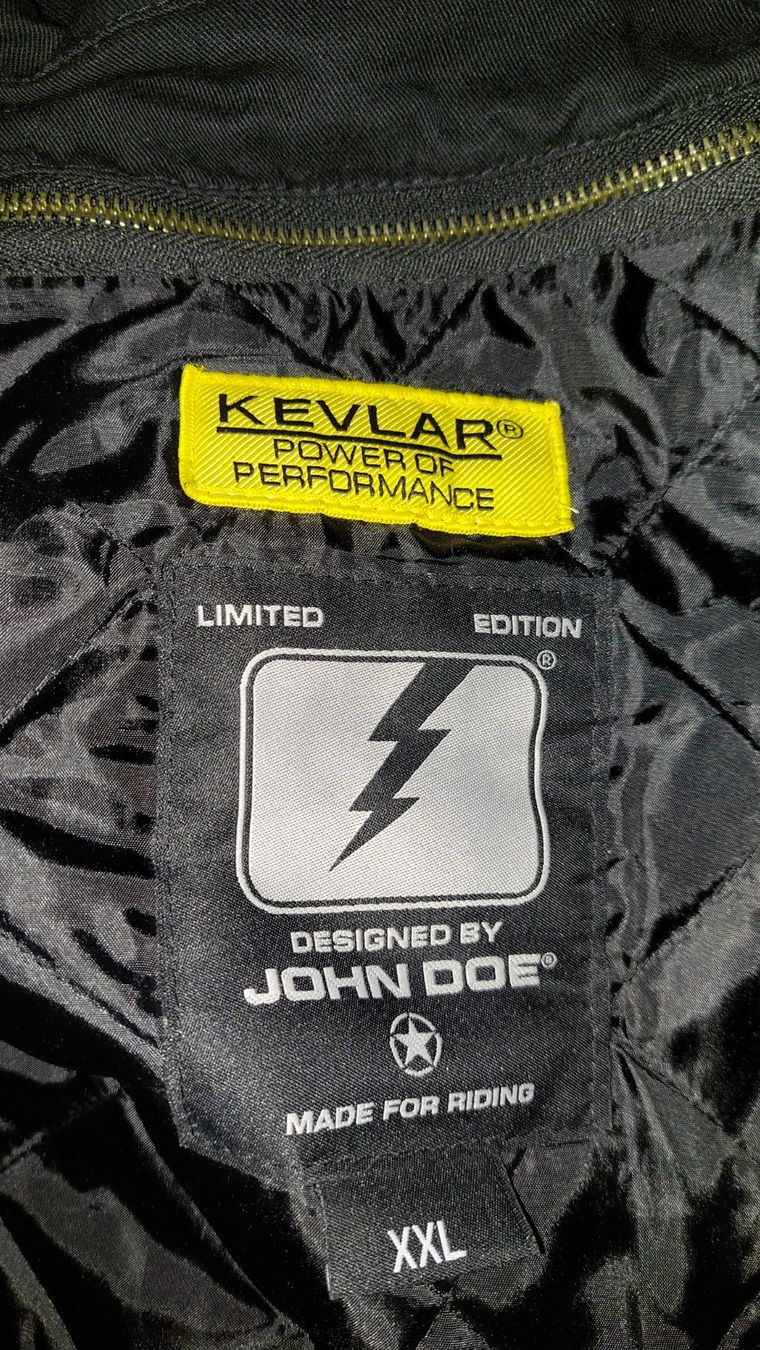 KEVLAR®
POWER OF
PERFORMANCE
LIMITED EDITION
®
DESIGNED BY
JOHN DOE®
MADE FOR RIDING
XXL